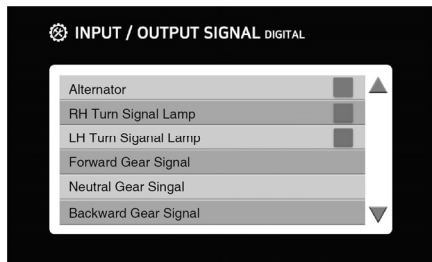 INPUT / OUTPUT SIGNAL DIGITAL
Alternator
RH Turn Signal Lamp
LH Turn Siganal Lamp
Forward Gear Signal
Neutral Gear Singal
Backward Gear Signal